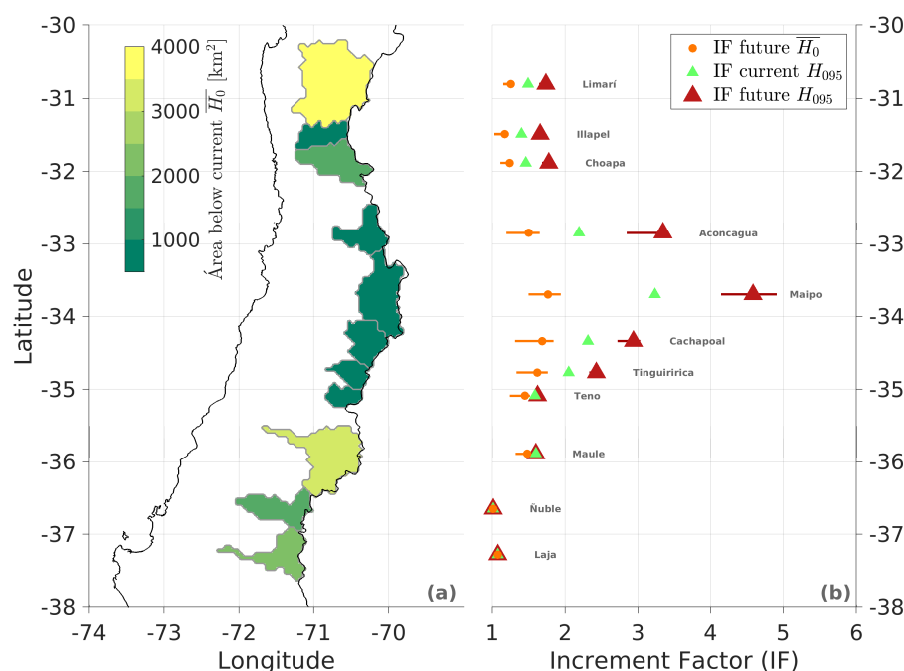 -30
-31
-32
-33
-34
-35
-36
-37
-38
Latitude
-74
-73
-72
-71
-70
Longitude
4000
3000
2000
1000
Área below current H̅₀ [km²]
(a)
IF future H̅₀
IF current H₀₉₅
IF future H₀₉₅
Limarí
Illapel
Choapa
Aconcagua
Maipo
Cachapoal
Tinguiririca
Teno
Maule
Ñuble
Laja
(b)
1
2
3
4
5
6
Increment Factor (IF)
-30
-31
-32
-33
-34
-35
-36
-37
-38